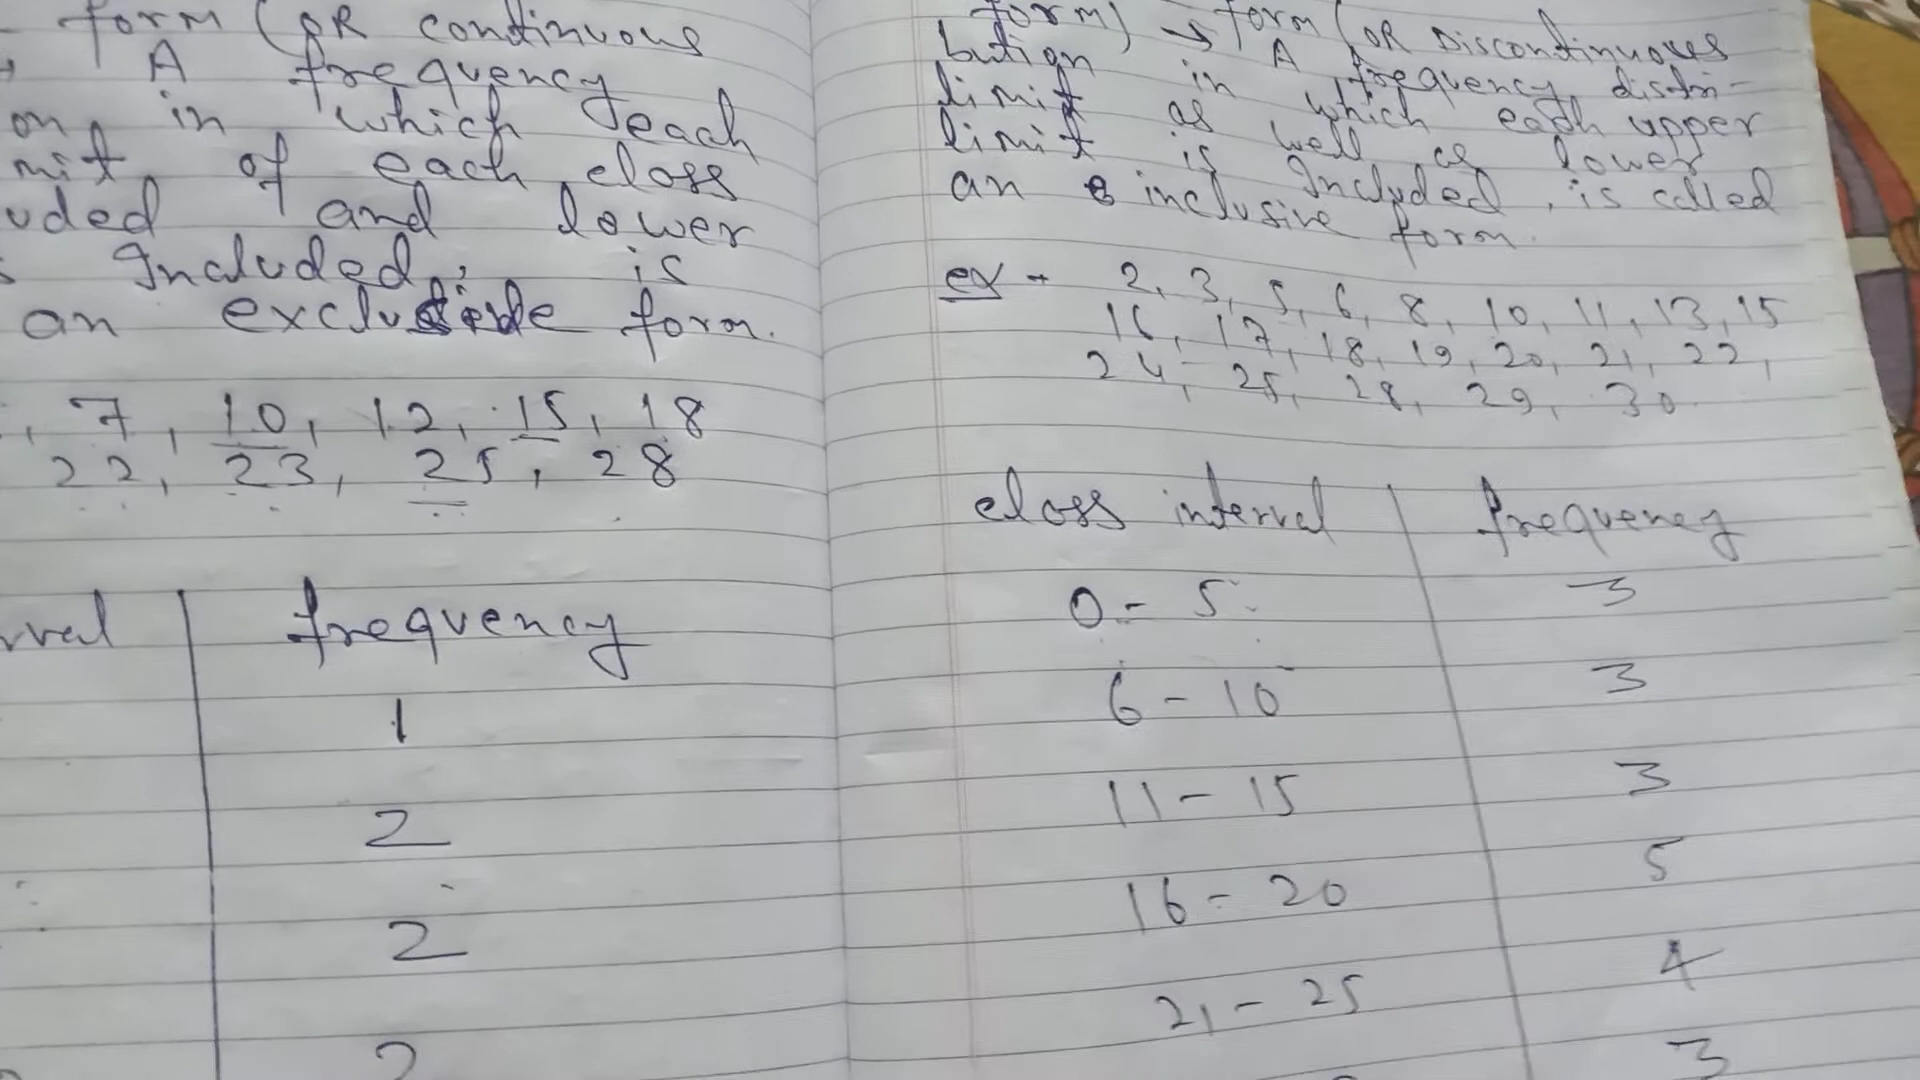 form (OR continuous
A frequency
on in which each
mit of each class
uded and lower
Included, is
an exclusive form.
, 7, 10, 12, 15, 18
22, 23, 25, 28
rval frequency
1
2
2
2
form) → form (OR Discontinuous
A frequency distri-
bution in which each upper
limit as well as lower
limit is Included, is called
an inclusive form.
ex - 2, 3, 5, 6, 8, 10, 11, 13, 15
16, 17, 18, 19, 20, 21, 22,
24, 25, 28, 29, 30.
class interval frequency
0 - 5 3
6 - 10 3
11 - 15 3
16 - 20 5
21 - 25 4
3